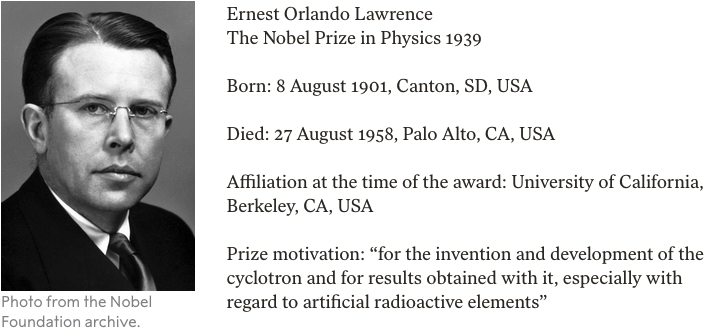 Ernest Orlando Lawrence
The Nobel Prize in Physics 1939
Born: 8 August 1901, Canton, SD, USA
Died: 27 August 1958, Palo Alto, CA, USA
Affiliation at the time of the award: University of California,
Berkeley, CA, USA
Prize motivation: “for the invention and development of the
cyclotron and for results obtained with it, especially with
regard to artificial radioactive elements”
Photo from the Nobel
Foundation archive.